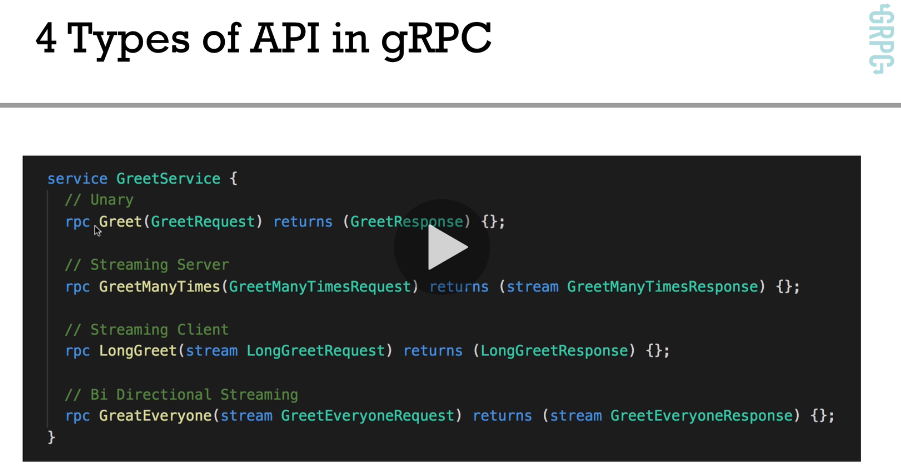 4 Types of API in gRPC
GRPC
service GreetService {
// Unary
rpc Greet(GreetRequest) returns (GreetResponse) {};
// Streaming Server
rpc GreetManyTimes(GreetManyTimesRequest) returns (stream GreetManyTimesResponse) {};
// Streaming Client
rpc LongGreet(stream LongGreetRequest) returns (LongGreetResponse) {};
// Bi Directional Streaming
rpc GreatEveryone(stream GreetEveryoneRequest) returns (stream GreetEveryoneResponse) {};
}